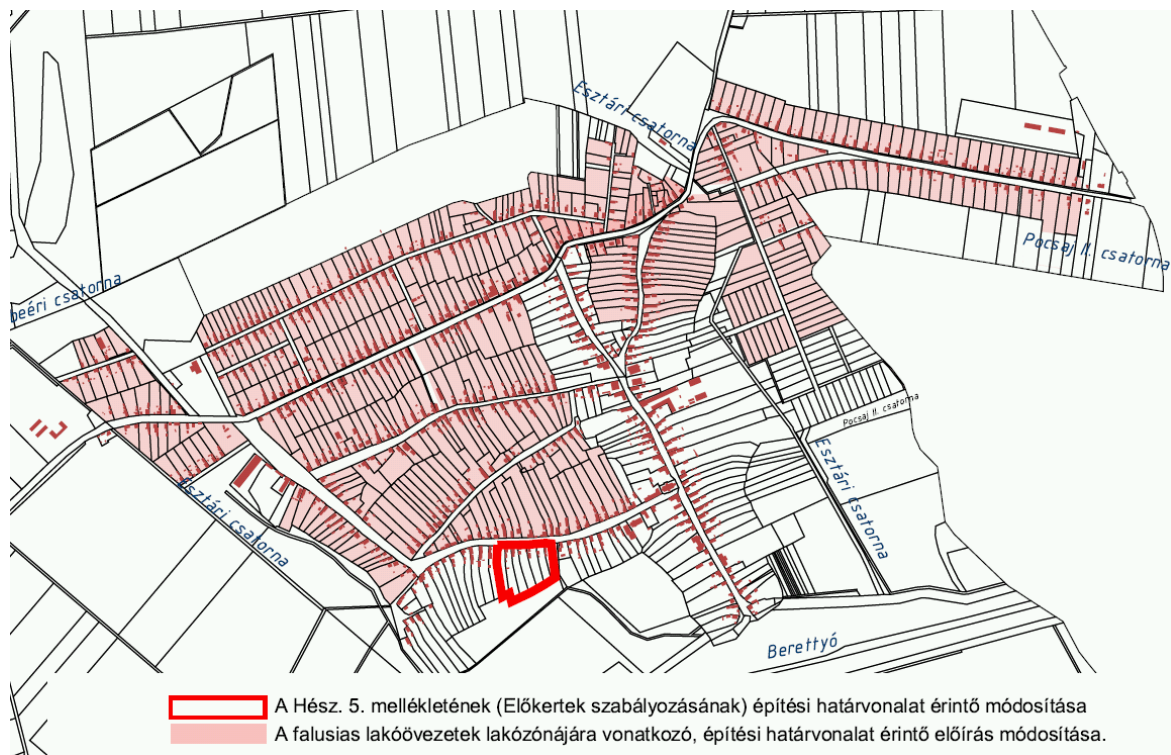 Esztári csatorna
Pocsaj II. csatorna
beéri csatorna
Pocsaj II. csatorna
Esztári csatorna
Esztári csatorna
Berettyó
A Hész. 5. mellékletének (Előkertek szabályozásának) építési határvonalat érintő módosítása
A falusias lakóövezetek lakózónájára vonatkozó, építési határvonalat érintő előírás módosítása.